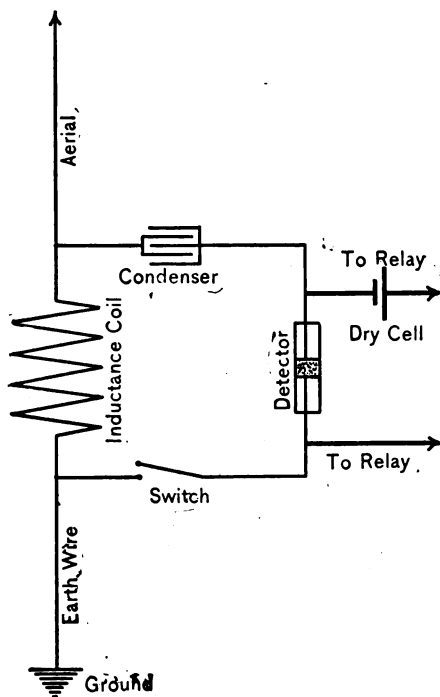 Aerial
Condenser
To Relay
Dry Cell
Inductance Coil
Detector
To Relay
Switch
Earth Wire
Ground